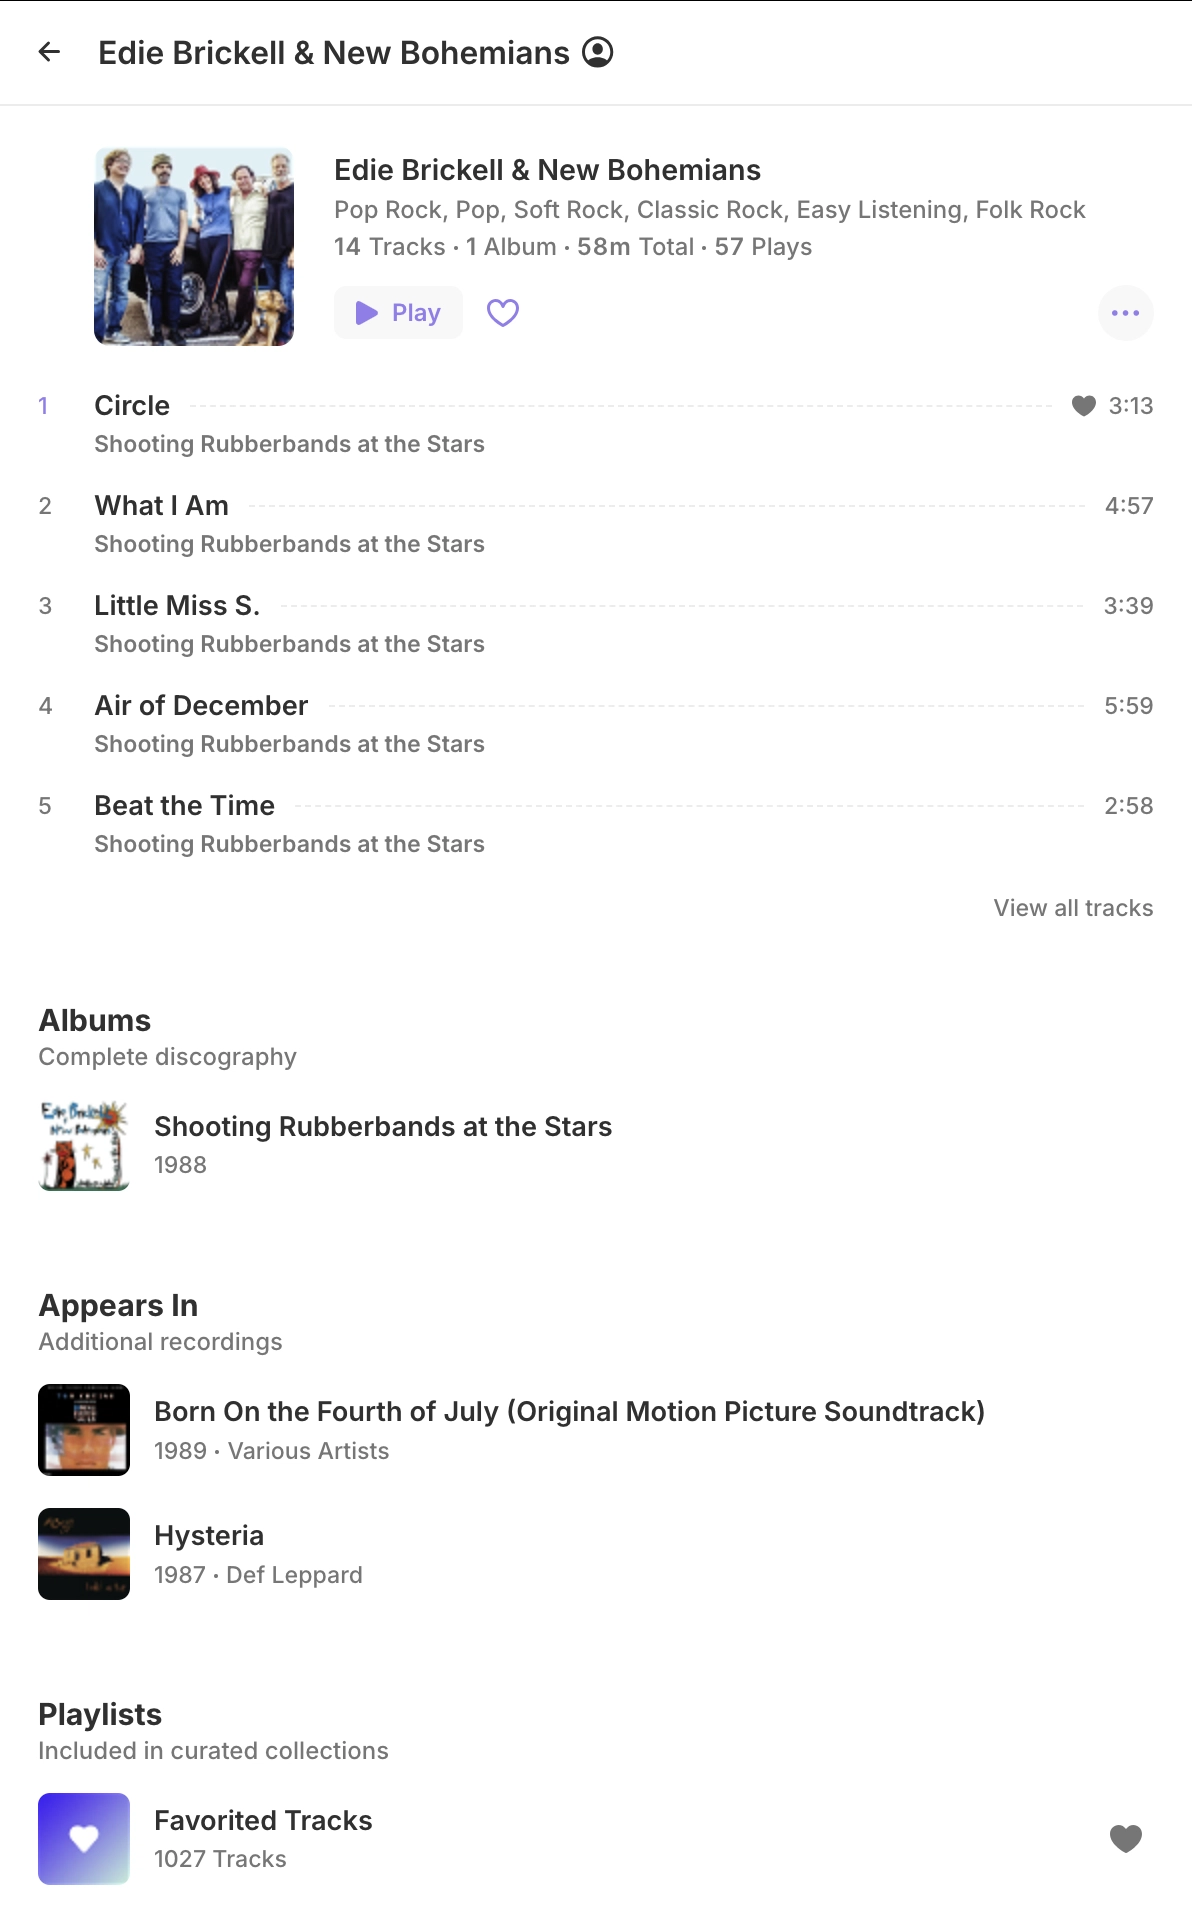 Edie Brickell & New Bohemians
Edie Brickell & New Bohemians
Pop Rock, Pop, Soft Rock, Classic Rock, Easy Listening, Folk Rock
14 Tracks · 1 Album · 58m Total · 57 Plays
Play
1 Circle 3:13
Shooting Rubberbands at the Stars
2 What I Am 4:57
Shooting Rubberbands at the Stars
3 Little Miss S. 3:39
Shooting Rubberbands at the Stars
4 Air of December 5:59
Shooting Rubberbands at the Stars
5 Beat the Time 2:58
Shooting Rubberbands at the Stars
View all tracks
Albums
Complete discography
Shooting Rubberbands at the Stars
1988
Appears In
Additional recordings
Born On the Fourth of July (Original Motion Picture Soundtrack)
1989 · Various Artists
Hysteria
1987 · Def Leppard
Playlists
Included in curated collections
Favorited Tracks
1027 Tracks